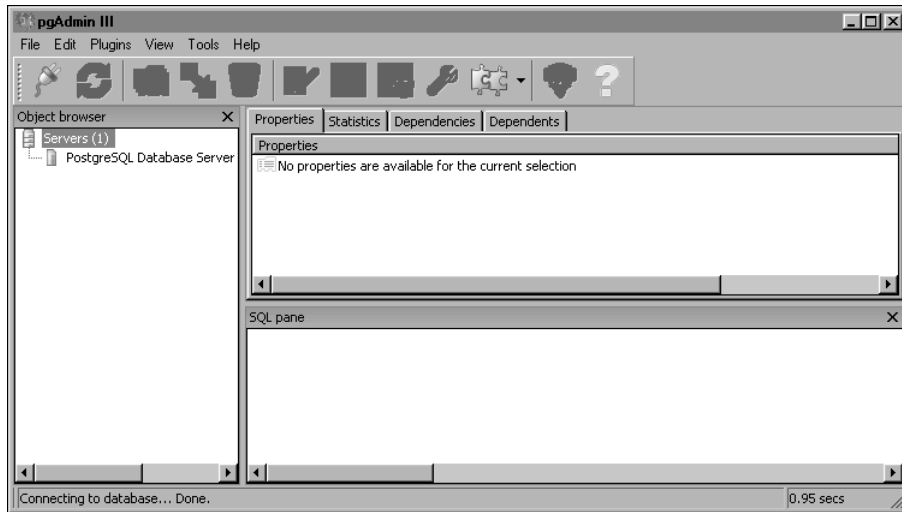 pgAdmin III
File Edit Plugins View Tools Help
Object browser
Servers (1)
PostgreSQL Database Server
Properties Statistics Dependencies Dependents
Properties
No properties are available for the current selection
SQL pane
Connecting to database... Done.
0.95 secs